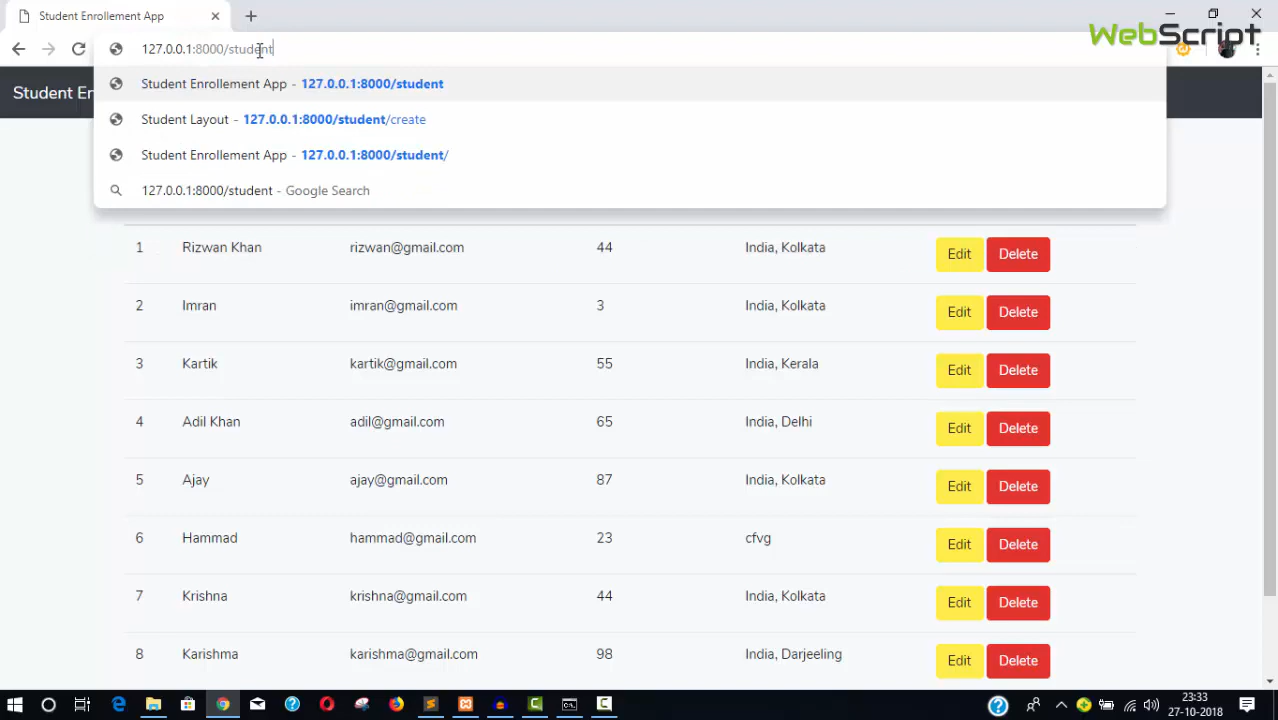 Student Enrollement App
WebScript
127.0.0.1:8000/student
Student En
Student Enrollement App - 127.0.0.1:8000/student
Student Layout - 127.0.0.1:8000/student/create
Student Enrollement App - 127.0.0.1:8000/student/
127.0.0.1:8000/student - Google Search
1 Rizwan Khan rizwan@gmail.com 44 India, Kolkata Edit Delete
2 Imran imran@gmail.com 3 India, Kolkata Edit Delete
3 Kartik kartik@gmail.com 55 India, Kerala Edit Delete
4 Adil Khan adil@gmail.com 65 India, Delhi Edit Delete
5 Ajay ajay@gmail.com 87 India, Kolkata Edit Delete
6 Hammad hammad@gmail.com 23 cfvg Edit Delete
7 Krishna krishna@gmail.com 44 India, Kolkata Edit Delete
8 Karishma karishma@gmail.com 98 India, Darjeeling Edit Delete
23:33
27-10-2018